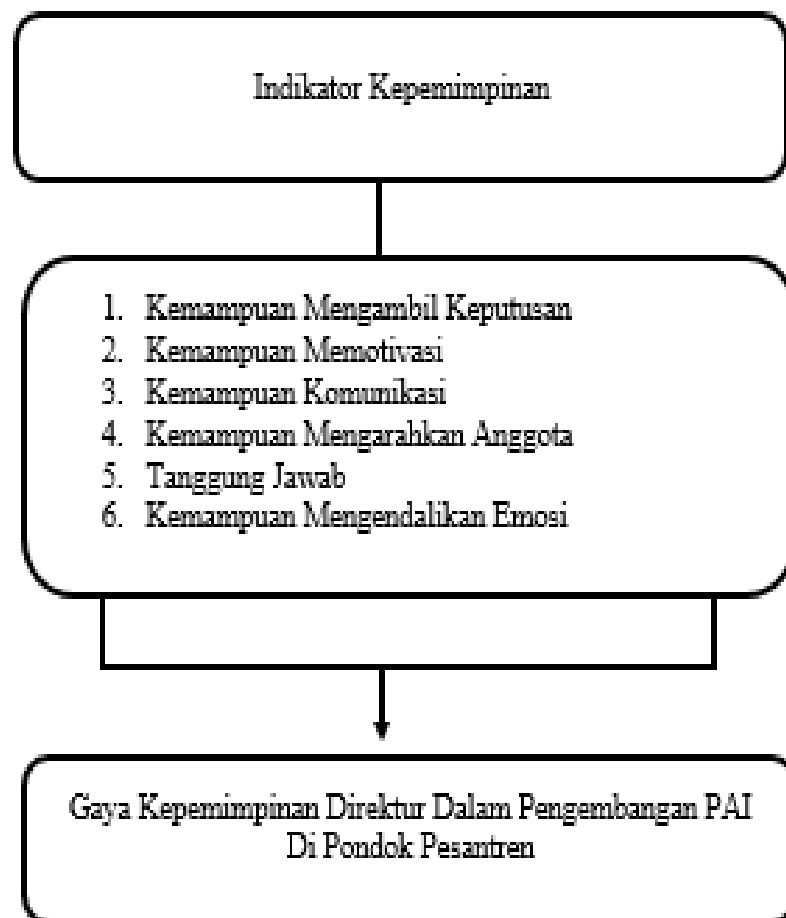 Indikator Kepemimpinan
1. Kemampuan Mengambil Keputusan
2. Kemampuan Memotivasi
3. Kemampuan Komunikasi
4. Kemampuan Mengarahkan Anggota
5. Tanggung Jawab
6. Kemampuan Mengendalikan Emosi
Gaya Kepemimpinan Direktur Dalam Pengembangan PAI
Di Pondok Pesantren